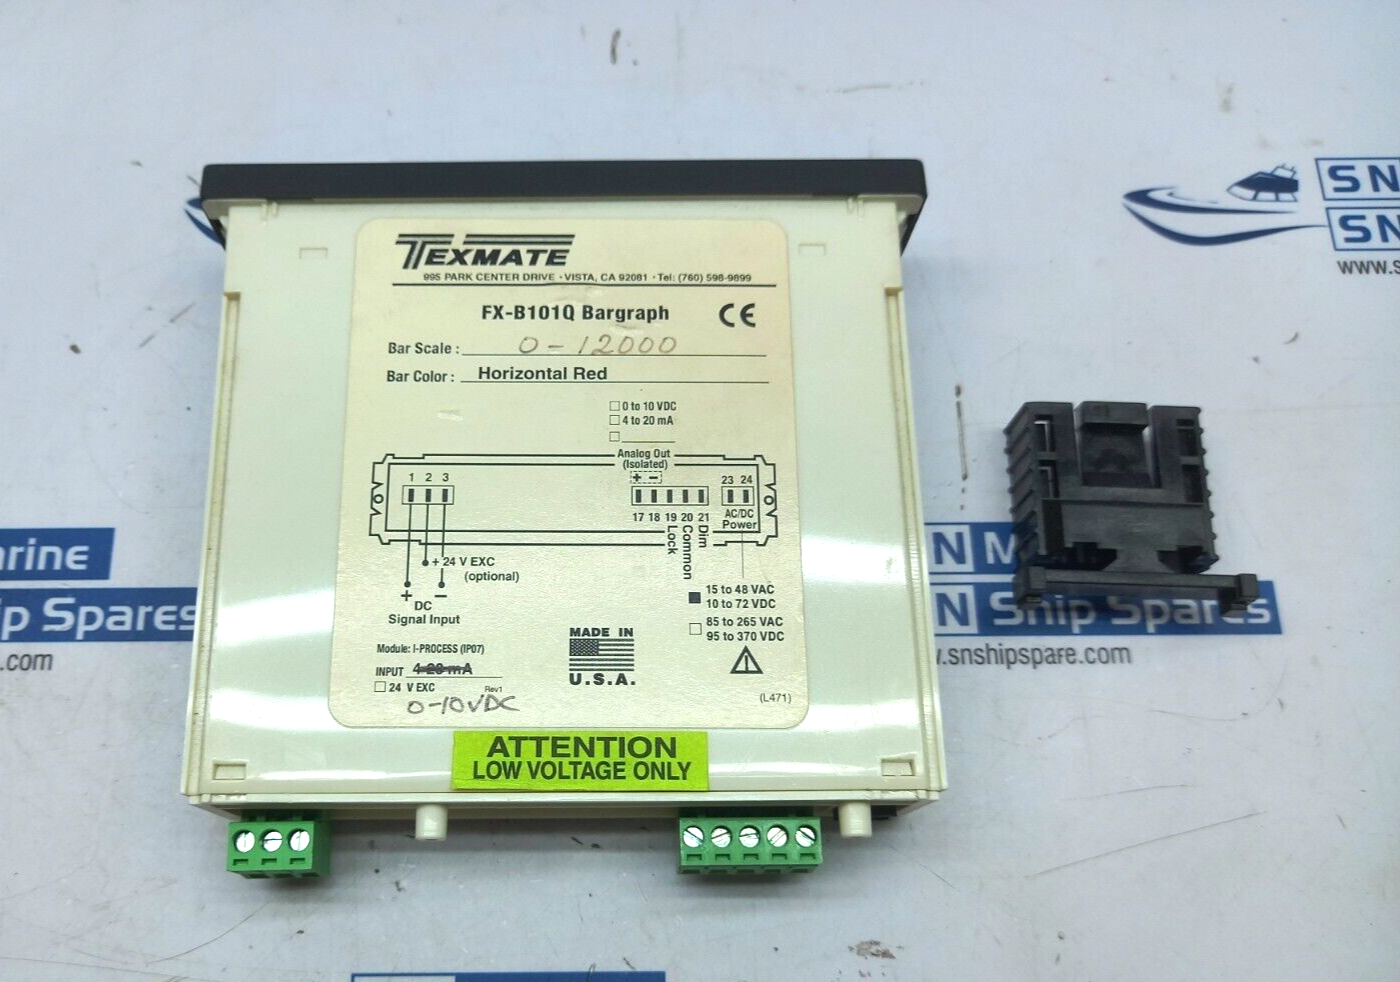 TEXMATE
995 PARK CENTER DRIVE · VISTA, CA 92081 · Tel: (760) 598-9899
FX-B101Q Bargraph CE
Bar Scale : 0-12000
Bar Color : Horizontal Red
0 to 10 VDC
4 to 20 mA
Analog Out
(Isolated)
1 2 3
+ -
23 24
17 18 19 20 21
AC/DC
Power
Lock
Common
Dim
+ 24 V EXC
(optional)
+ DC -
Signal Input
15 to 48 VAC
10 to 72 VDC
85 to 265 VAC
95 to 370 VDC
Module: I-PROCESS (IP07)
INPUT 4-20 mA
24 V EXC
Rev1
0-10VDC
MADE IN
U.S.A.
(L471)
ATTENTION
LOW VOLTAGE ONLY
SN
SN
www.s
arine
p Spares
.com
N M
Ship Spares
.snshipspare.com